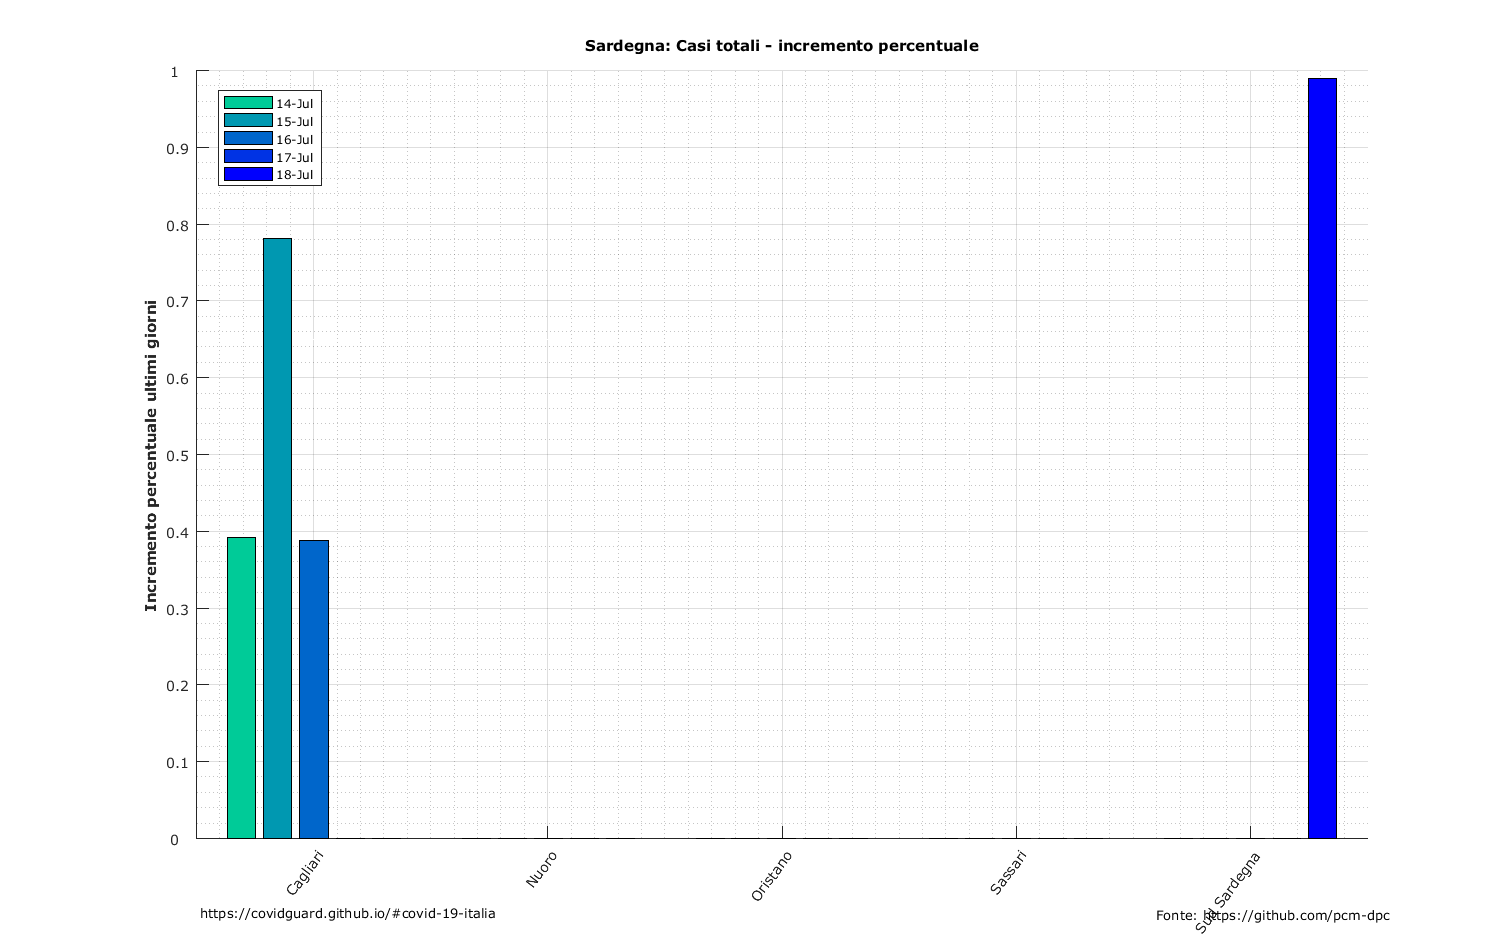 Sardegna: Casi totali - incremento percentuale
1
0.9
0.8
0.7
0.6
0.5
0.4
0.3
0.2
0.1
0
Incremento percentuale ultimi giorni
14-Jul
15-Jul
16-Jul
17-Jul
18-Jul
Cagliari
Nuoro
Oristano
Sassari
Sud Sardegna
https://covidguard.github.io/#covid-19-italia
Fonte: https://github.com/pcm-dpc